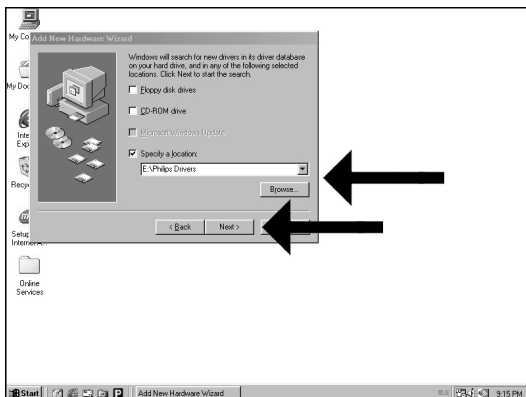 My Co
Add New Hardware Wizard
Windows will search for new drivers in its driver database
on your hard drive, and in any of the following selected
locations. Click Next to start the search.
Floppy disk drives
CD-ROM drive
Microsoft Windows Update
Specify a location:
E:\Philips Drivers
Browse...
< Back
Next >
My Doc
Inte
Exp
Recy
Setup
Internet A...
Online
Services
Start
Add New Hardware Wizard
9:15 PM